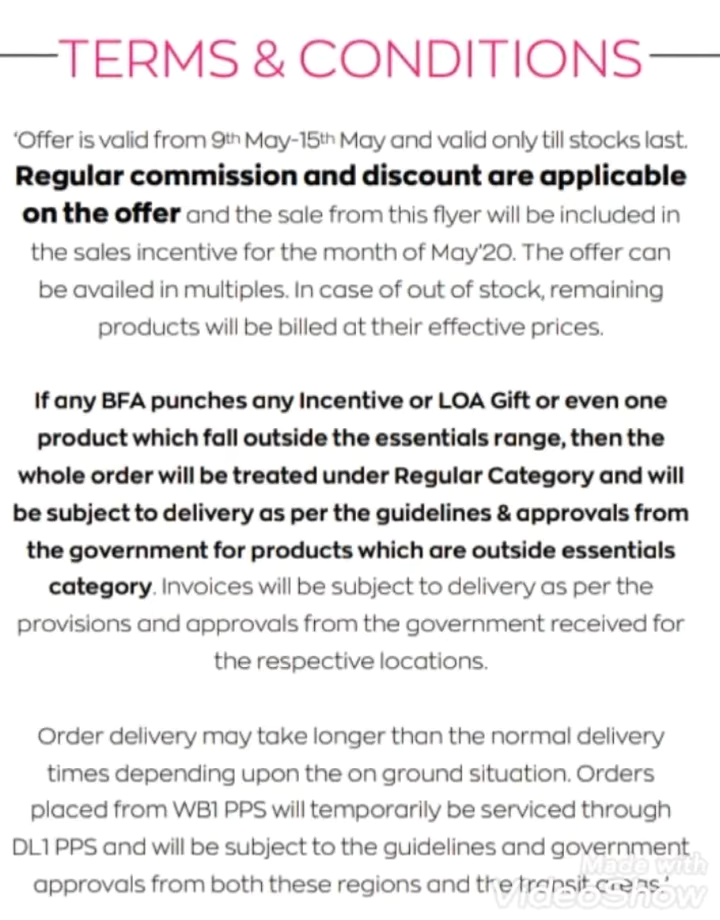 TERMS & CONDITIONS
'Offer is valid from 9th May-15th May and valid only till stocks last.
Regular commission and discount are applicable
on the offer and the sale from this flyer will be included in
the sales incentive for the month of May'20. The offer can
be availed in multiples. In case of out of stock, remaining
products will be billed at their effective prices.
If any BFA punches any Incentive or LOA Gift or even one
product which fall outside the essentials range, then the
whole order will be treated under Regular Category and will
be subject to delivery as per the guidelines & approvals from
the government for products which are outside essentials
category. Invoices will be subject to delivery as per the
provisions and approvals from the government received for
the respective locations.
Order delivery may take longer than the normal delivery
times depending upon the on ground situation. Orders
placed from WB1 PPS will temporarily be serviced through
DL1 PPS and will be subject to the guidelines and government
approvals from both these regions and the transit areas.'
Made with
VideoShow